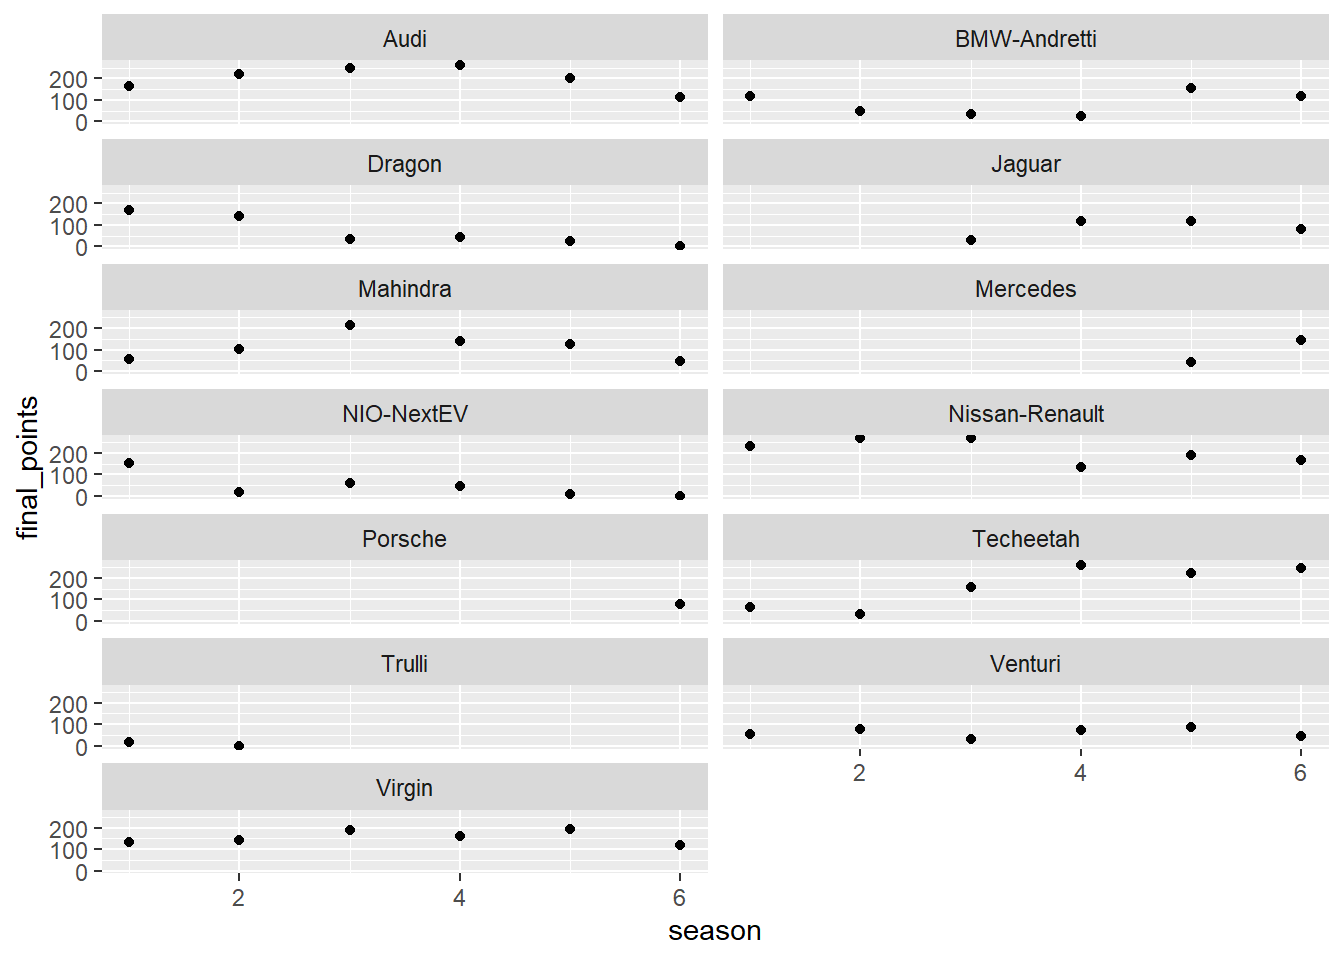 Audi
BMW-Andretti
200
100
0
Dragon
Jaguar
200
100
0
Mahindra
Mercedes
200
100
0
NIO-NextEV
Nissan-Renault
200
100
0
Porsche
Techeetah
200
100
0
Trulli
Venturi
200
100
0
2 4 6
Virgin
200
100
0
2 4 6
season
final_points